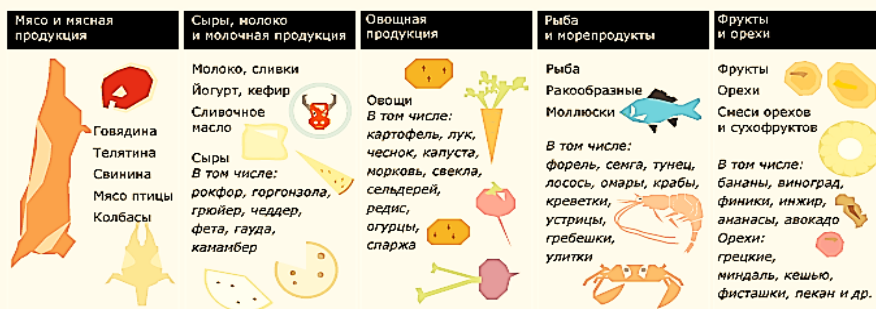 Мясо и мясная
продукция
Говядина
Телятина
Свинина
Мясо птицы
Колбасы
Сыры, молоко
и молочная продукция
Молоко, сливки
Йогурт, кефир
Сливочное
масло
Сыры
В том числе:
рокфор, горгонзола,
грюйер, чеддер,
фета, гауда,
камамбер
Овощная
продукция
Овощи
В том числе:
картофель, лук,
чеснок, капуста,
морковь, свекла,
сельдерей,
редис,
огурцы,
спаржа
Рыба
и морепродукты
Рыба
Ракообразные
Моллюски
В том числе:
форель, семга, тунец,
лосось, омары, крабы,
креветки,
устрицы,
гребешки,
улитки
Фрукты
и орехи
Фрукты
Орехи
Смеси орехов
и сухофруктов
В том числе:
бананы, виноград,
финики, инжир,
ананасы, авокадо
Орехи:
грецкие,
миндаль, кешью,
фисташки, пекан и др.